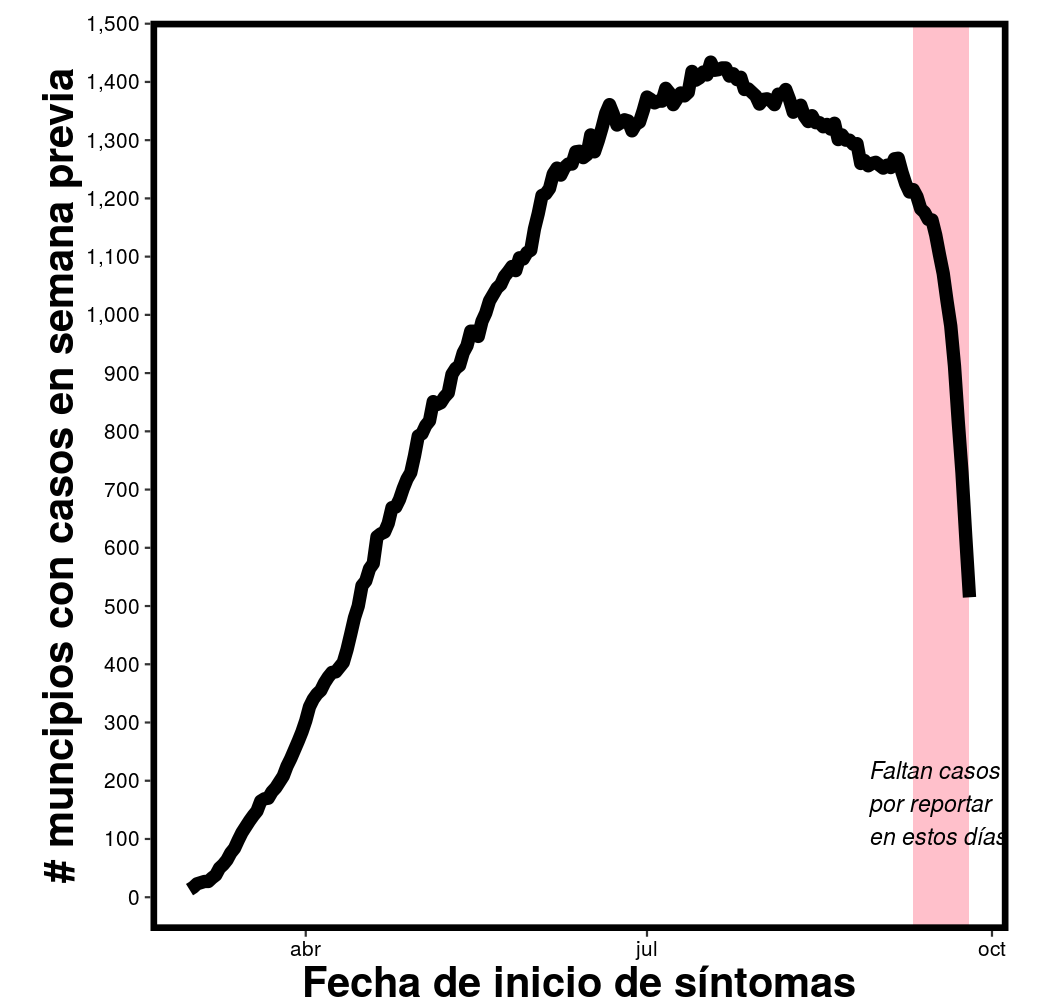 # muncipios con casos en semana previa
1,500
1,400
1,300
1,200
1,100
1,000
900
800
700
600
500
400
300
200
100
0
Faltan casos
por reportar
en estos días
abr jul oct
Fecha de inicio de síntomas